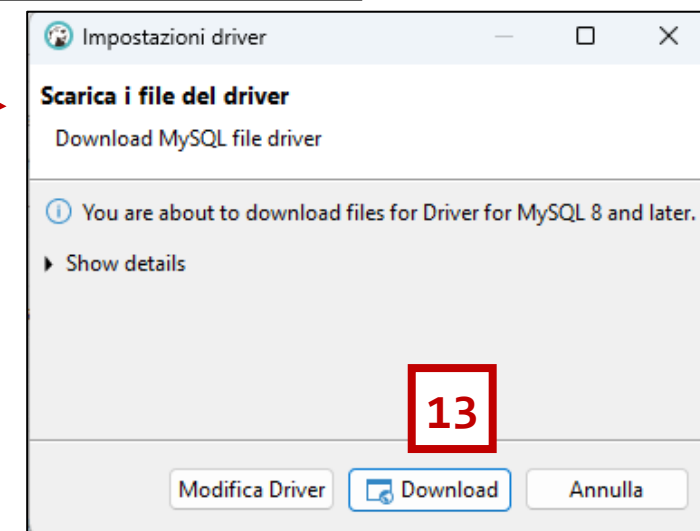 Impostazioni driver
Scarica i file del driver
Download MySQL file driver
You are about to download files for Driver for MySQL 8 and later.
Show details
13
Modifica Driver Download Annulla